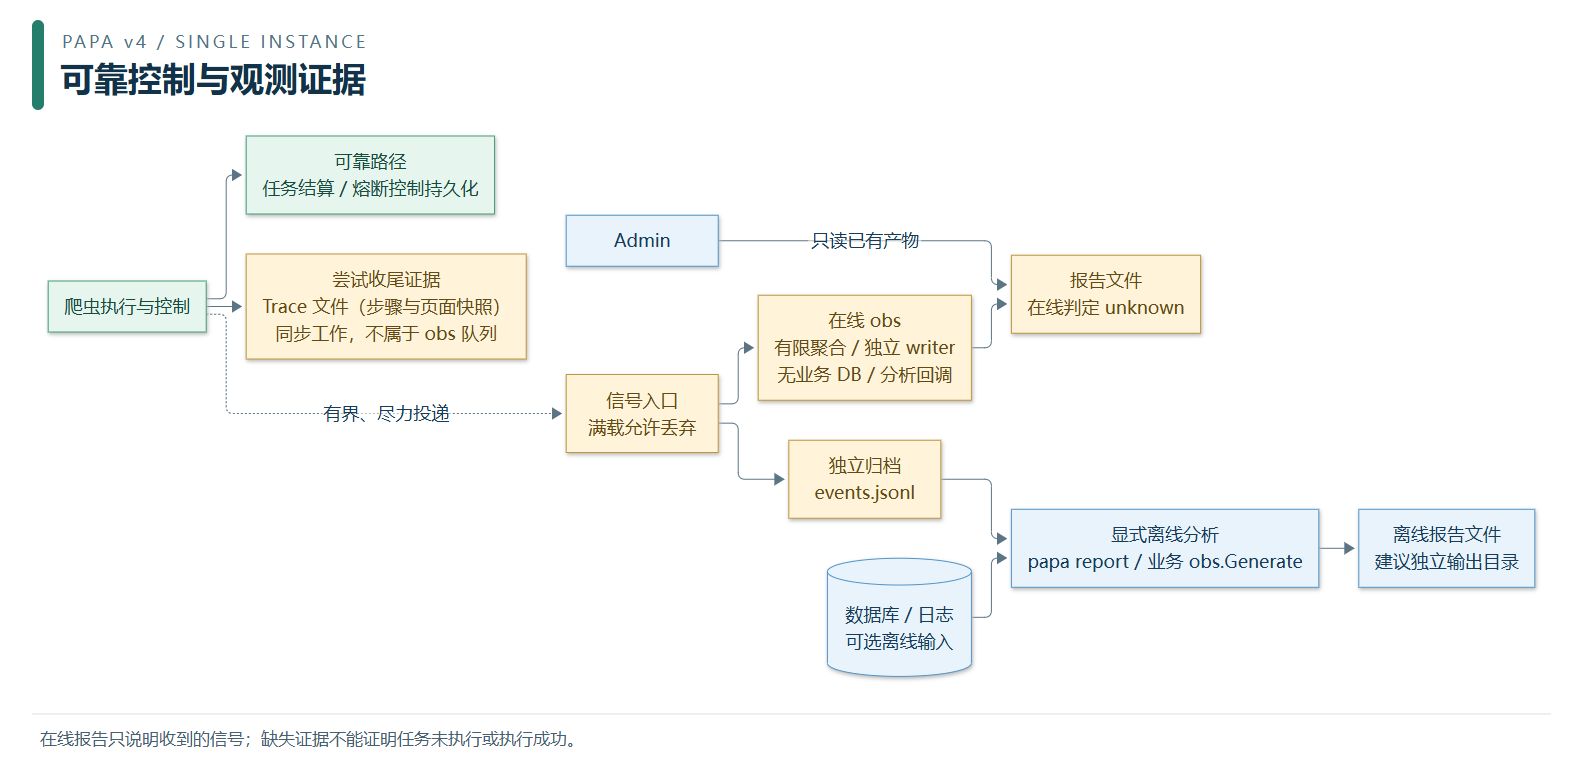 PAPA v4 / SINGLE INSTANCE
可靠控制与观测证据
可靠路径
任务结算 / 熔断控制持久化
爬虫执行与控制
尝试收尾证据
Trace 文件（步骤与页面快照）
同步工作，不属于 obs 队列
有界、尽力投递
Admin
只读已有产物
信号入口
满载允许丢弃
在线 obs
有限聚合 / 独立 writer
无业务 DB / 分析回调
报告文件
在线判定 unknown
独立归档
events.jsonl
数据库 / 日志
可选离线输入
显式离线分析
papa report / 业务 obs.Generate
离线报告文件
建议独立输出目录
在线报告只说明收到的信号；缺失证据不能证明任务未执行或执行成功。